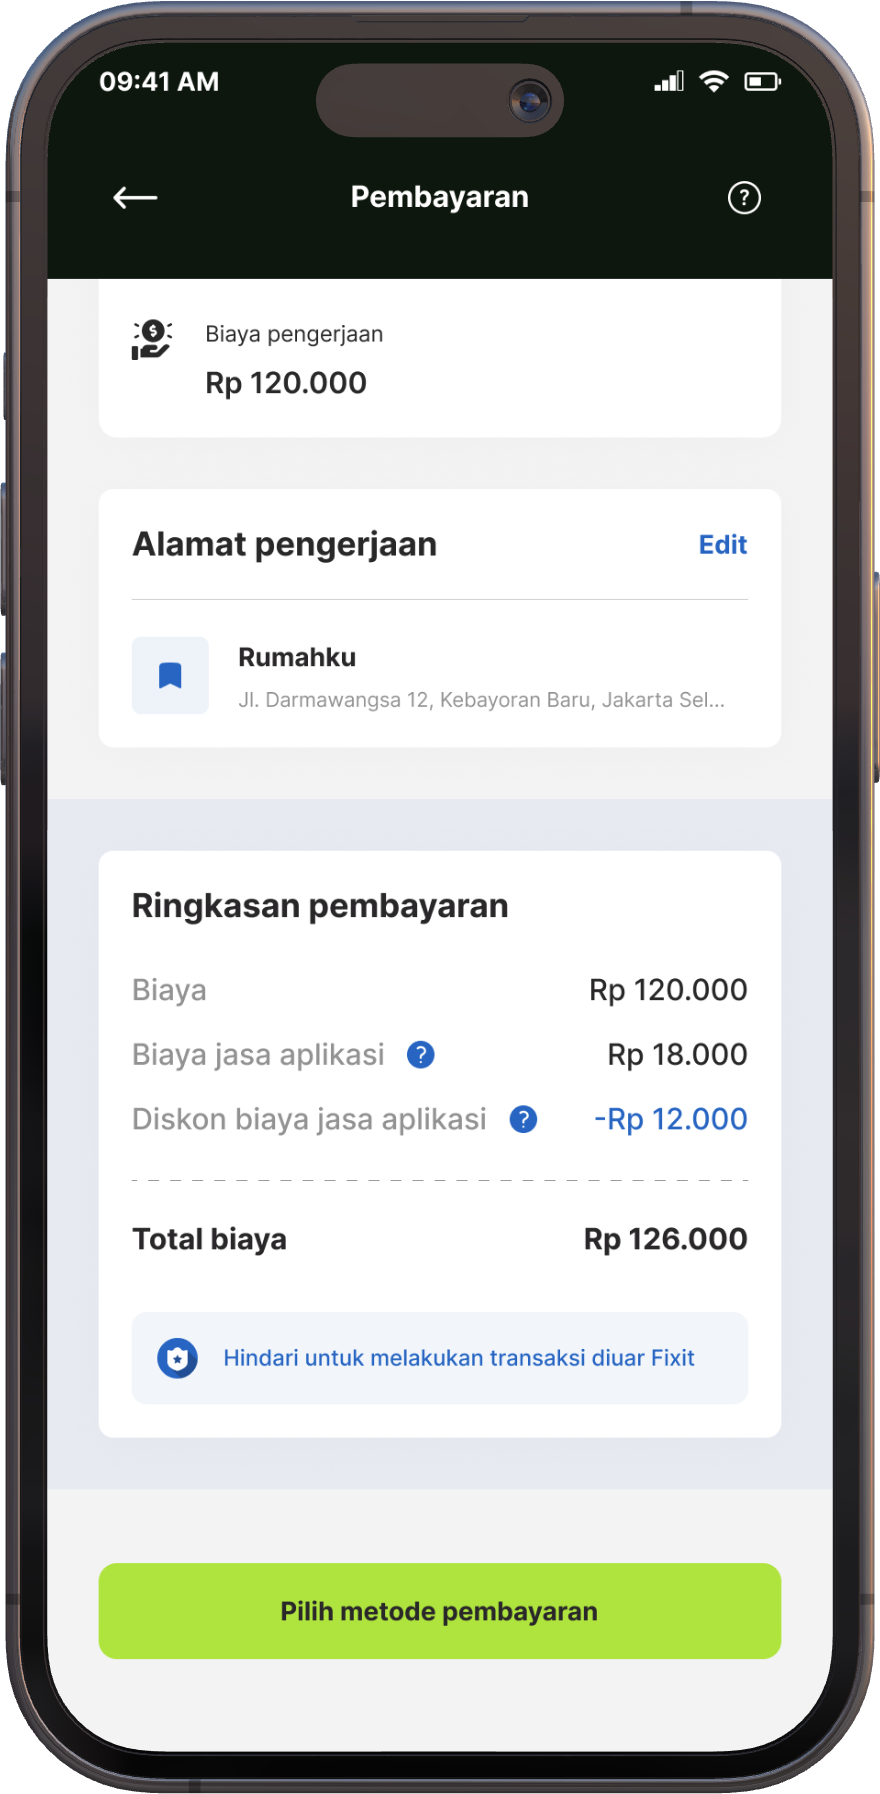 09:41 AM
Pembayaran
?
$
Biaya pengerjaan
Rp 120.000
Alamat pengerjaan
Edit
Rumahku
Jl. Darmawangsa 12, Kebayoran Baru, Jakarta Sel...
Ringkasan pembayaran
Biaya Rp 120.000
Biaya jasa aplikasi ? Rp 18.000
Diskon biaya jasa aplikasi ? -Rp 12.000
Total biaya Rp 126.000
Hindari untuk melakukan transaksi diuar Fixit
Pilih metode pembayaran